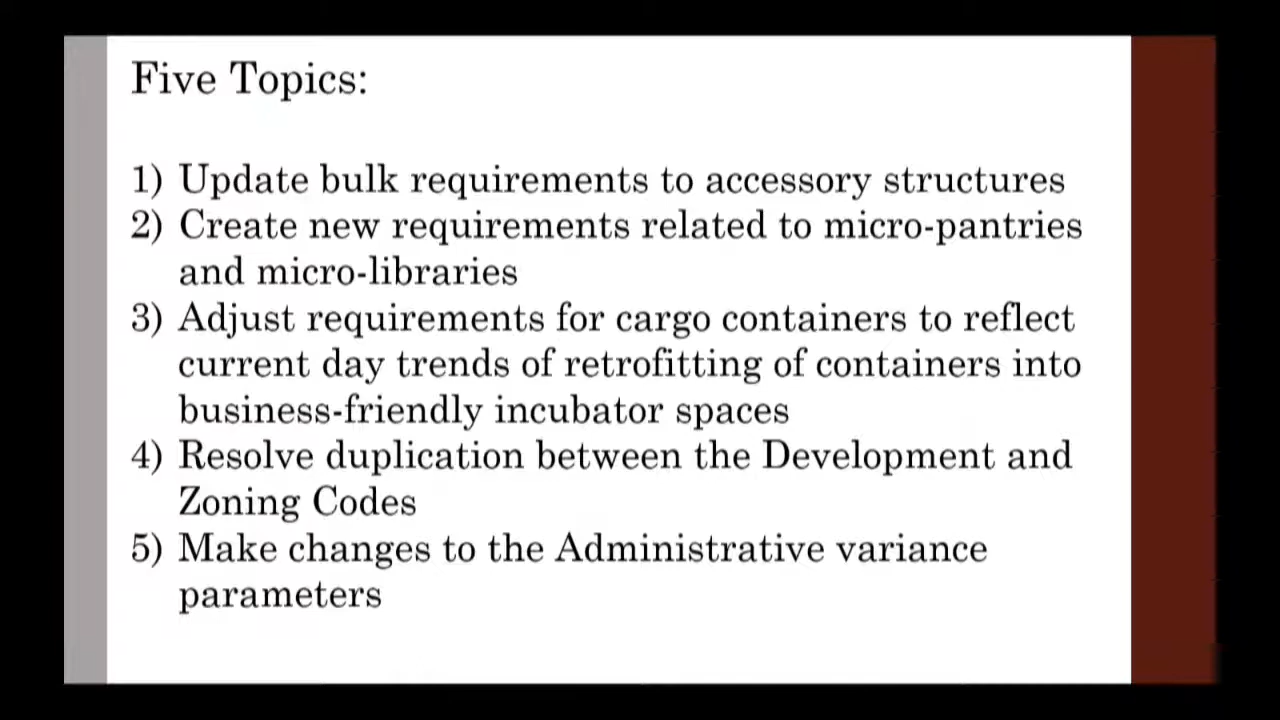 Five Topics:
1) Update bulk requirements to accessory structures
2) Create new requirements related to micro-pantries
and micro-libraries
3) Adjust requirements for cargo containers to reflect
current day trends of retrofitting of containers into
business-friendly incubator spaces
4) Resolve duplication between the Development and
Zoning Codes
5) Make changes to the Administrative variance
parameters